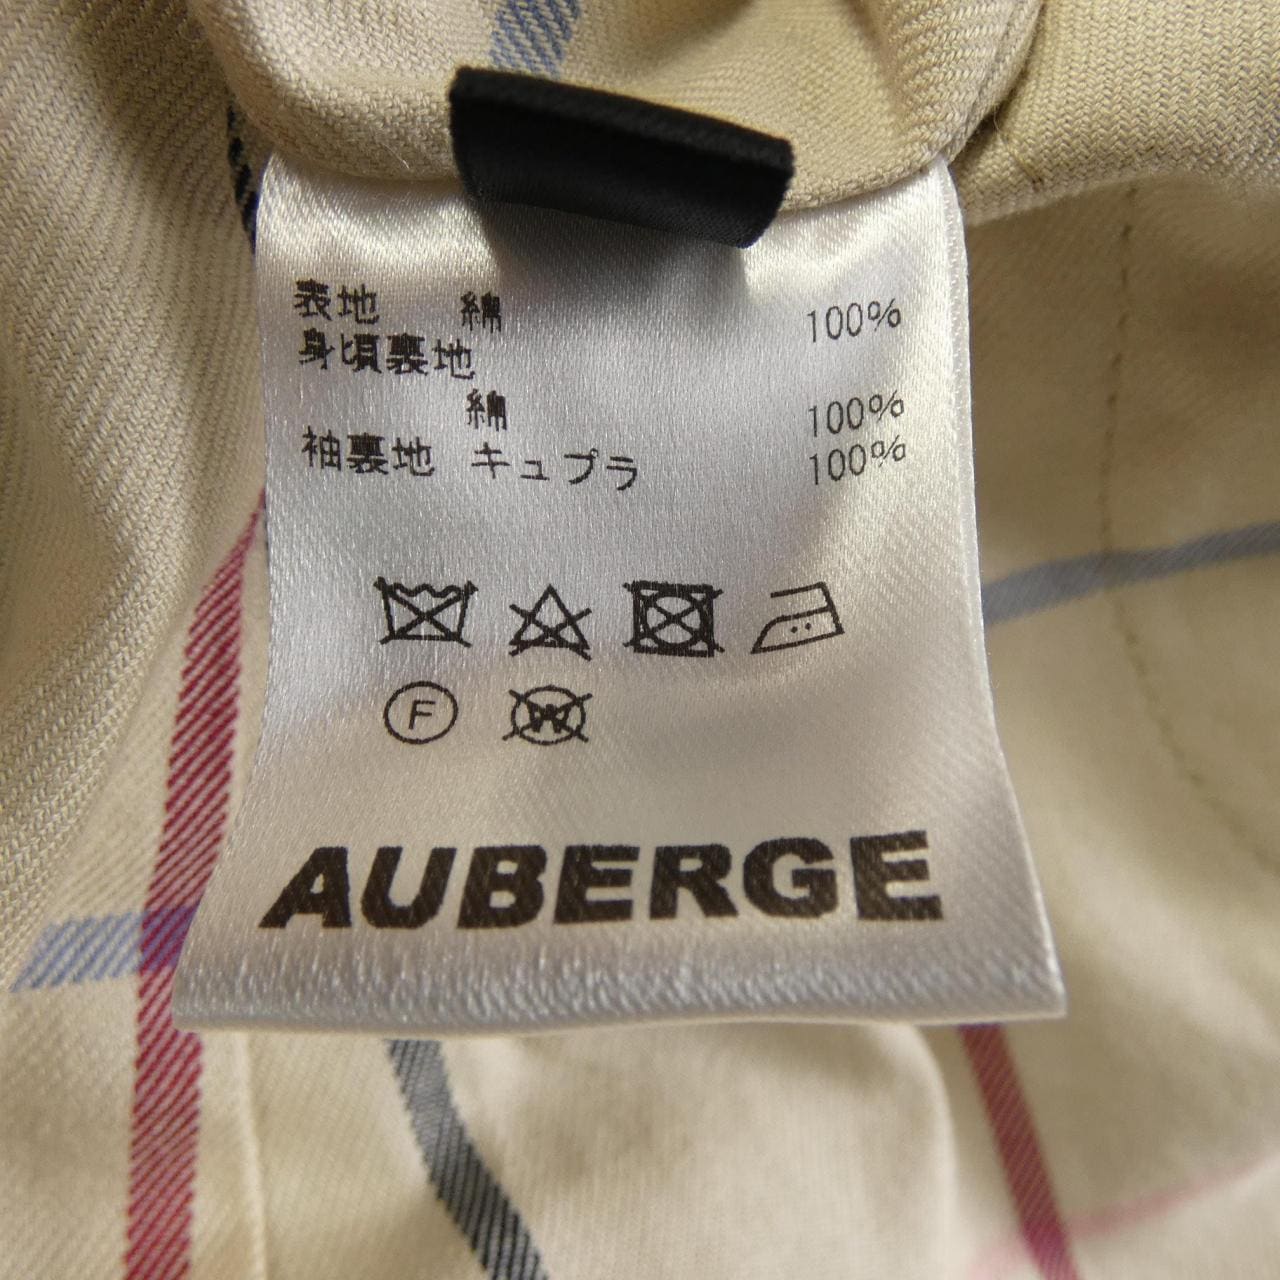 表地 綿 100%
身頃裏地
綿 100%
袖裏地 キュプラ 100%
F W
AUBERGE